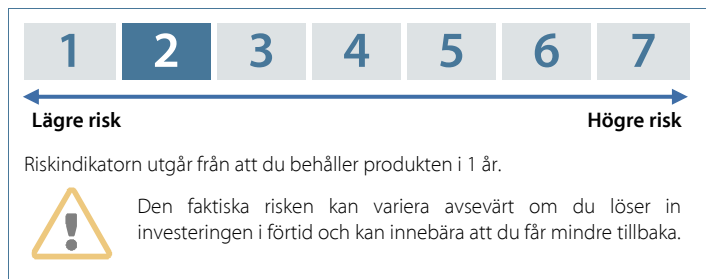 1 2 3 4 5 6 7
Lägre risk Högre risk
Riskindikatorn utgår från att du behåller produkten i 1 år.
!
Den faktiska risken kan variera avsevärt om du löser in
investeringen i förtid och kan innebära att du får mindre tillbaka.